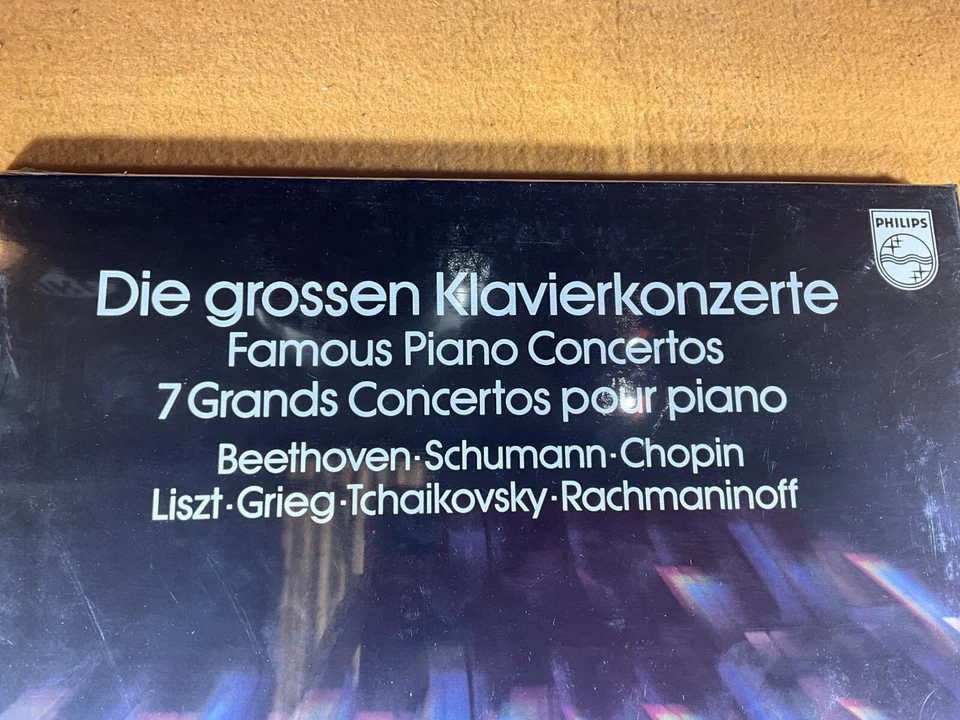 PHILIPS
Die grossen Klavierkonzerte
Famous Piano Concertos
7 Grands Concertos pour piano
Beethoven·Schumann·Chopin
Liszt·Grieg·Tchaikovsky·Rachmaninoff